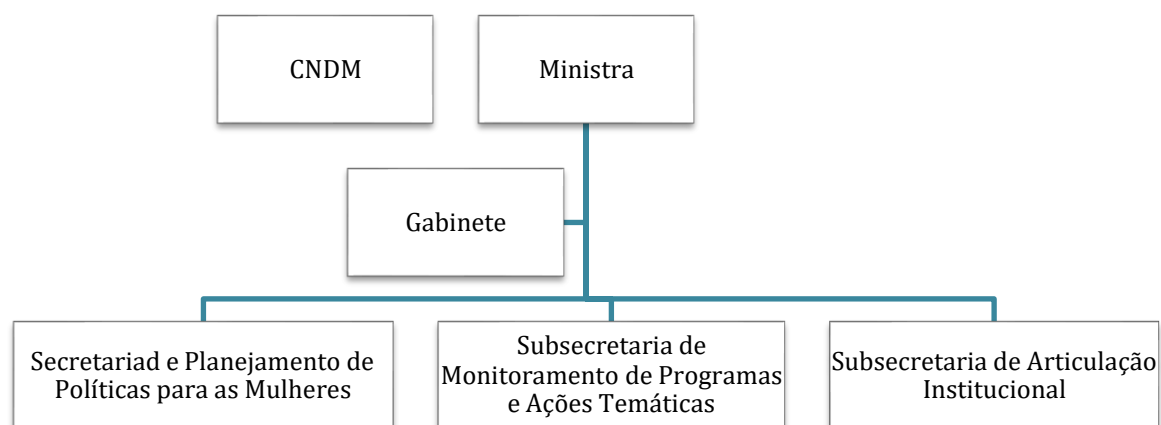 CNDM
Ministra
Gabinete
Secretariad e Planejamento de
Políticas para as Mulheres
Subsecretaria de
Monitoramento de Programas
e Ações Temáticas
Subsecretaria de Articulação
Institucional